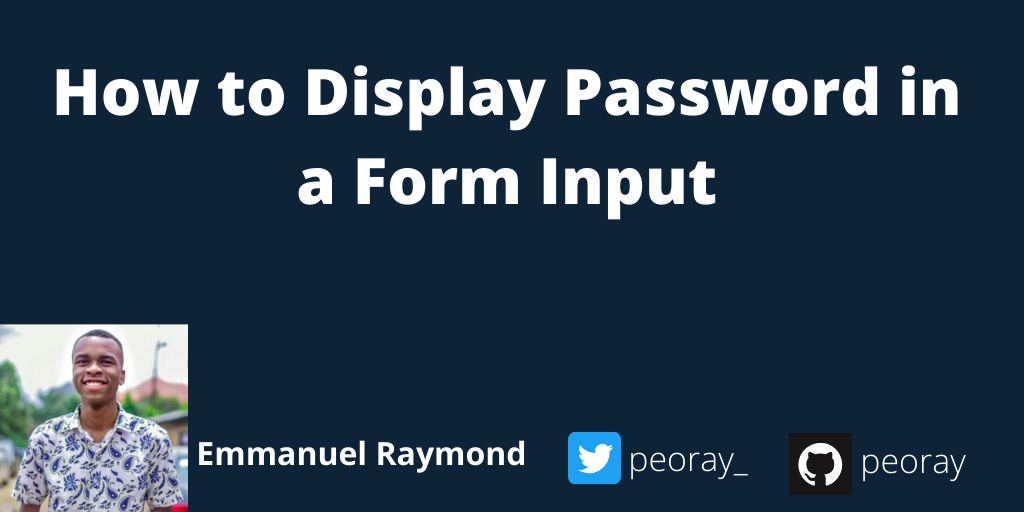 How to Display Password in
a Form Input
Emmanuel Raymond
peoray_
peoray